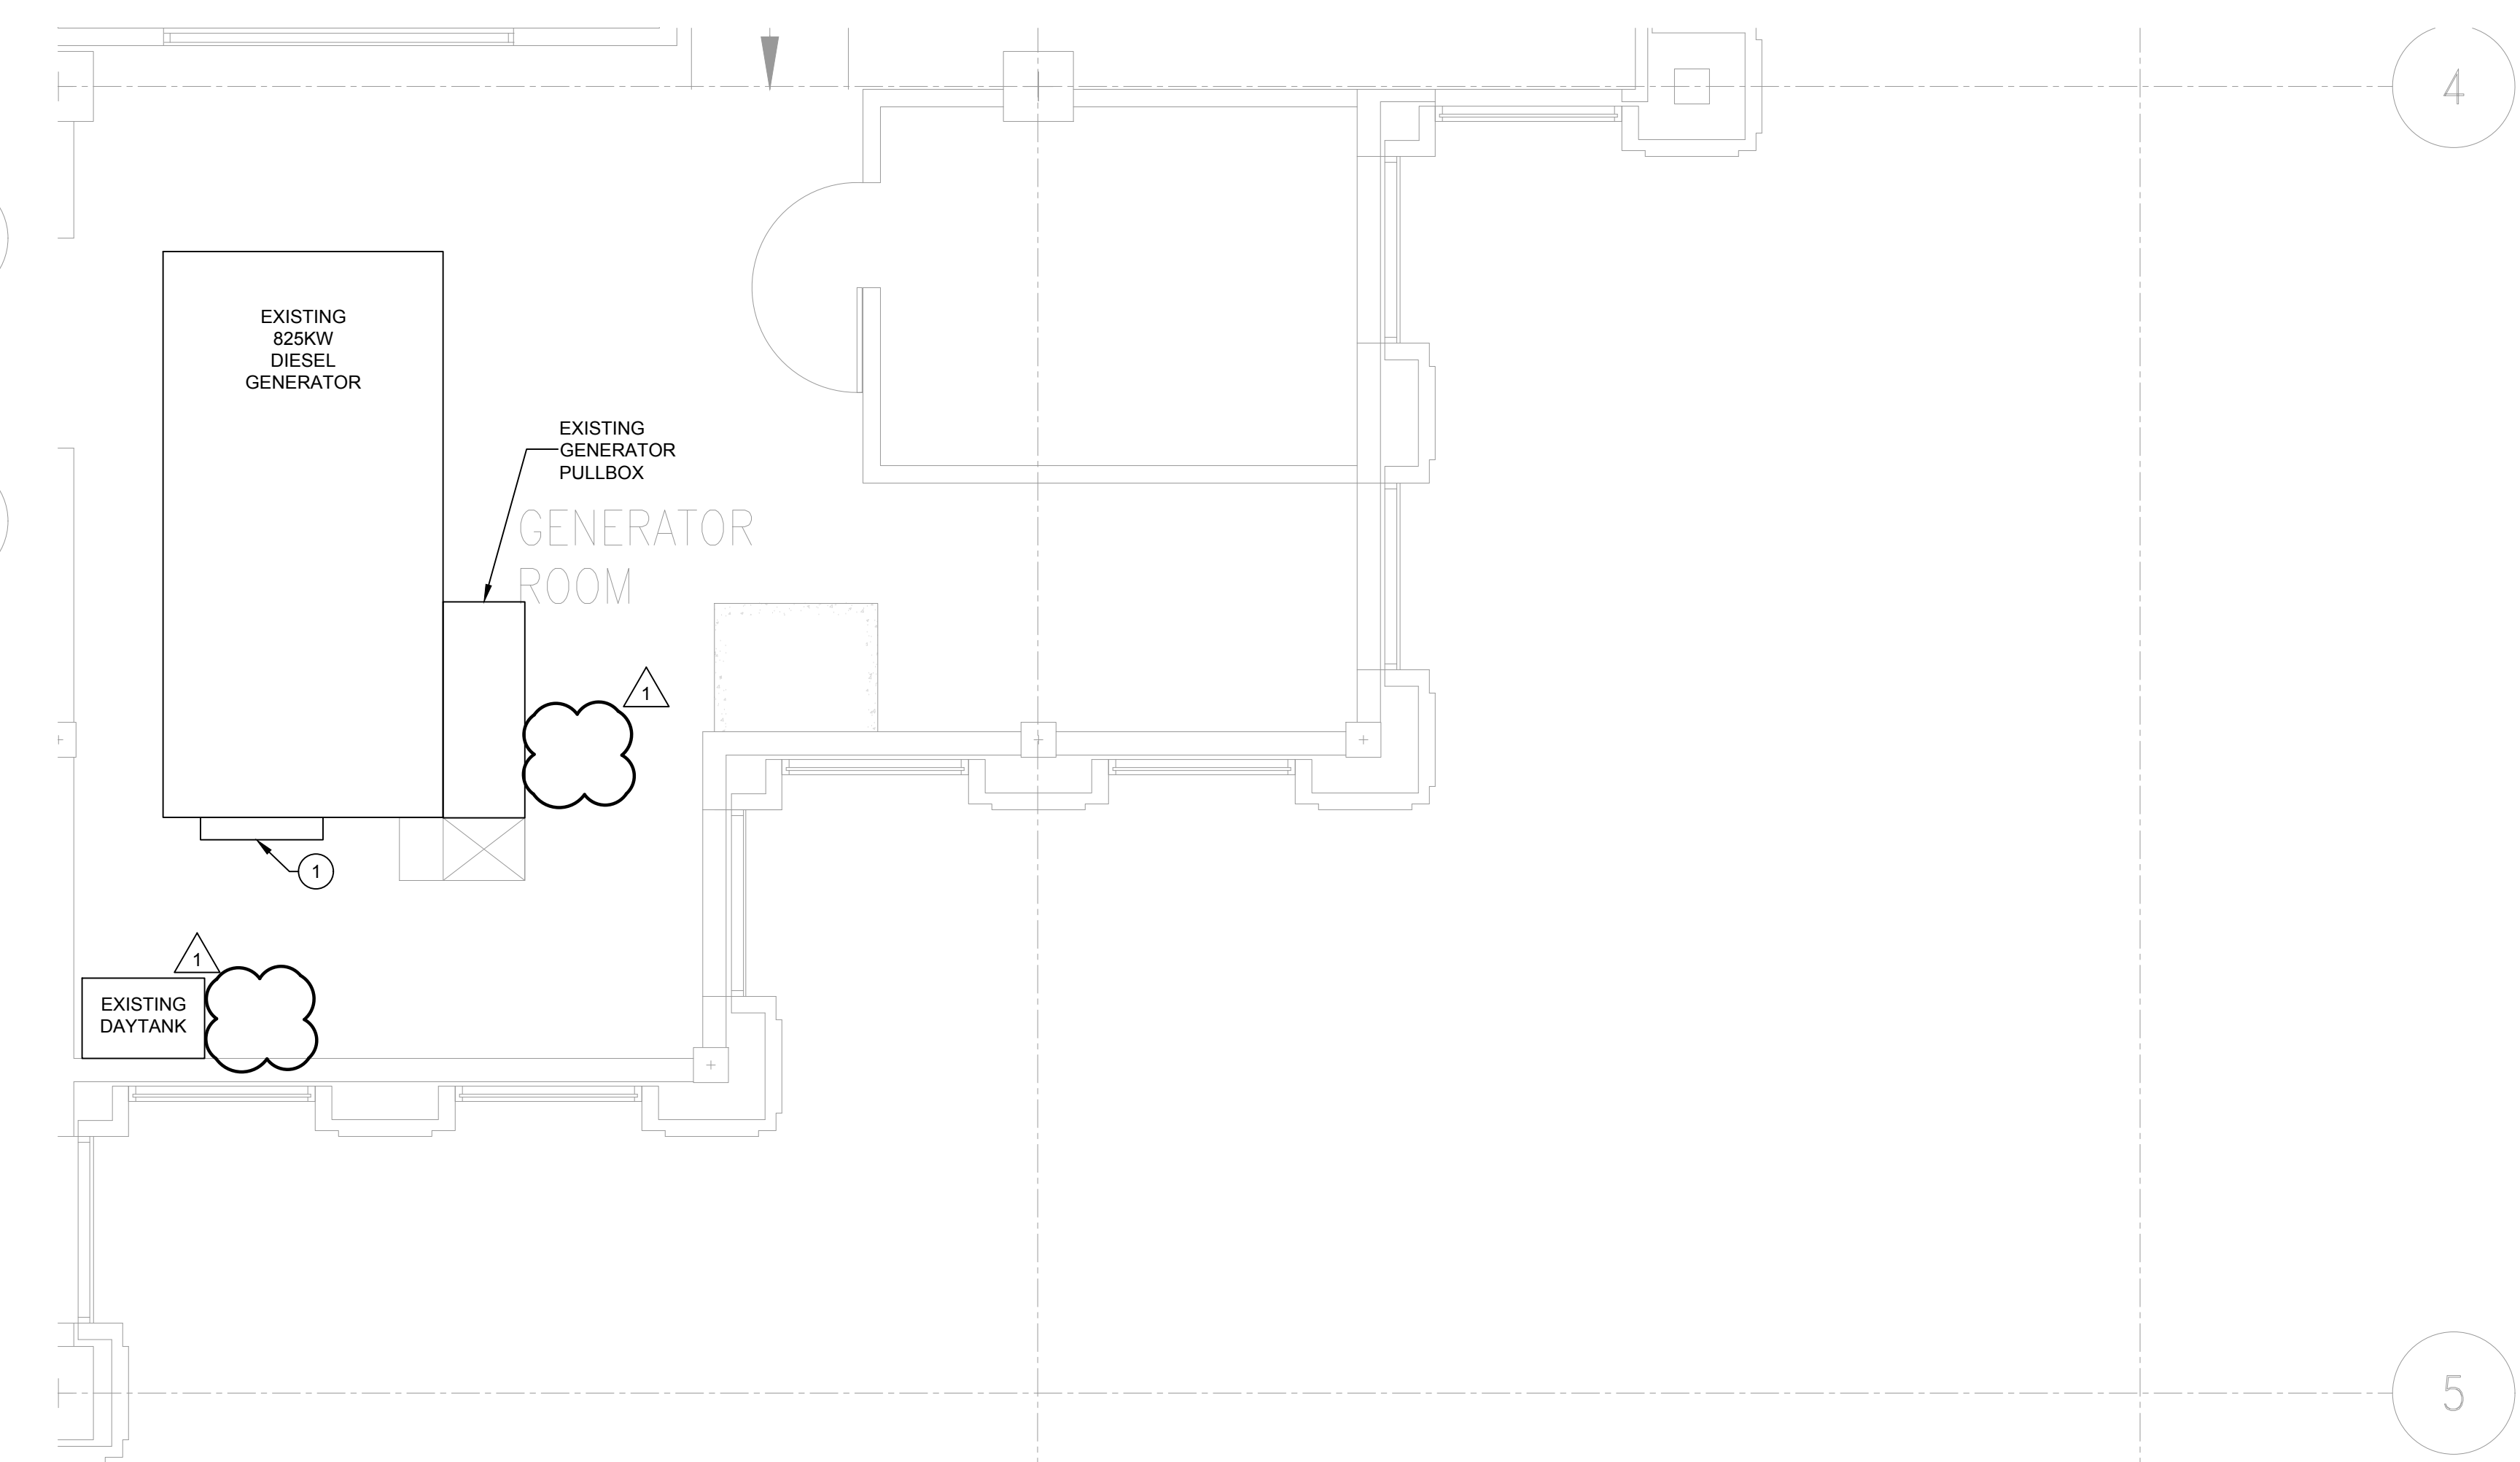 4
EXISTING
825KW
DIESEL
GENERATOR
EXISTING
GENERATOR
PULLBOX
GENERATOR
ROOM
1
1
1
EXISTING
DAYTANK
5